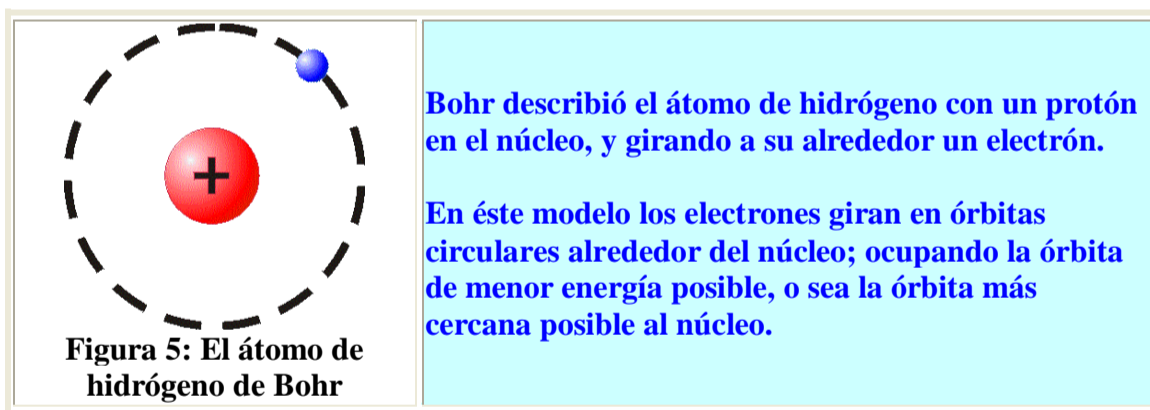 +
Figura 5: El átomo de
hidrógeno de Bohr
Bohr describió el átomo de hidrógeno con un protón
en el núcleo, y girando a su alrededor un electrón.
En éste modelo los electrones giran en órbitas
circulares alrededor del núcleo; ocupando la órbita
de menor energía posible, o sea la órbita más
cercana posible al núcleo.